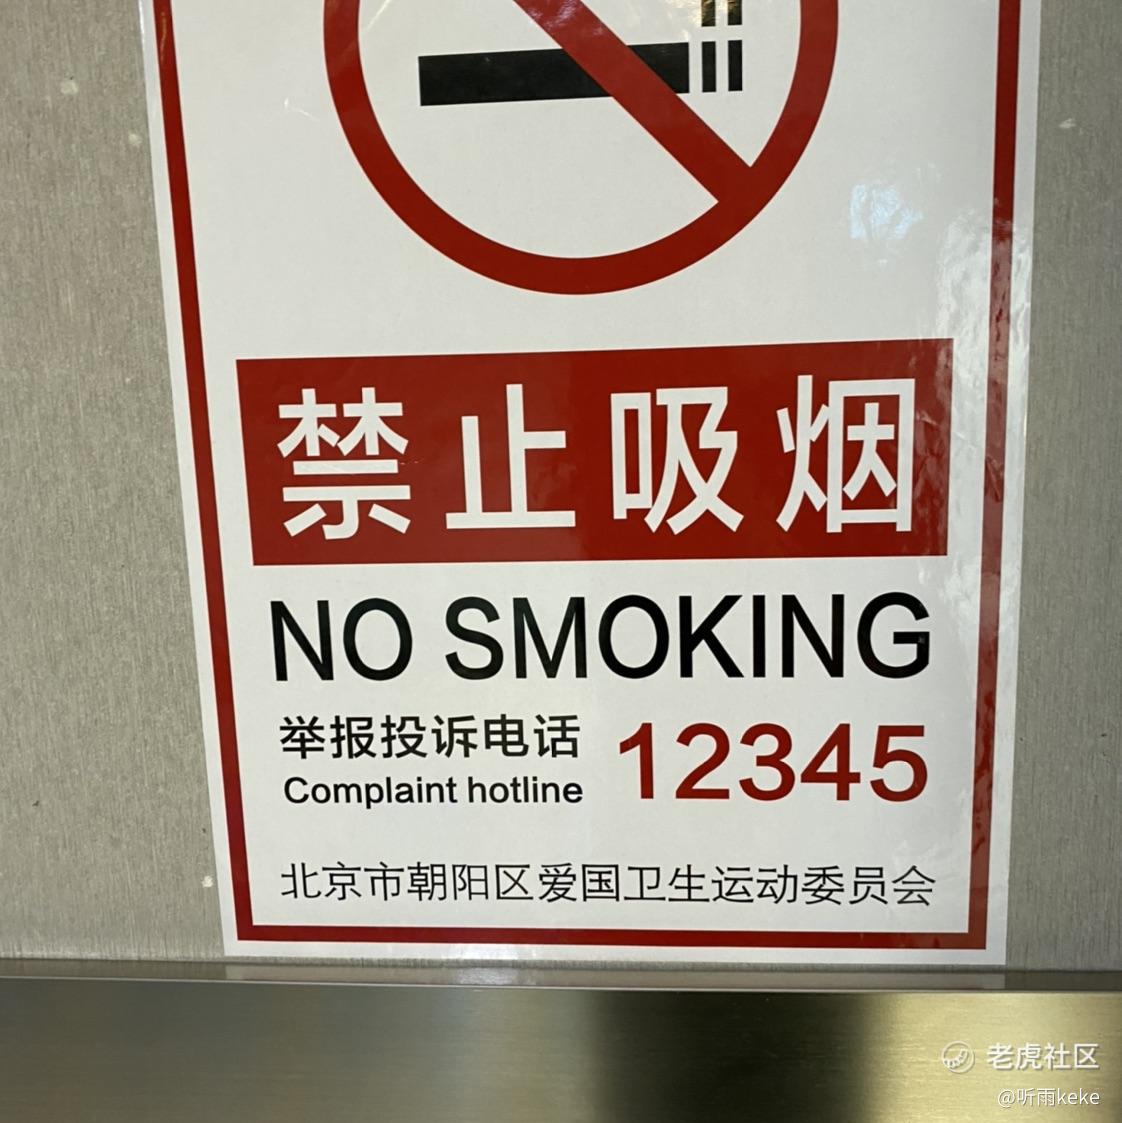 禁止吸烟
NO SMOKING
举报投诉电话 12345
Complaint hotline
北京市朝阳区爱国卫生运动委员会
老虎社区
@听雨keke